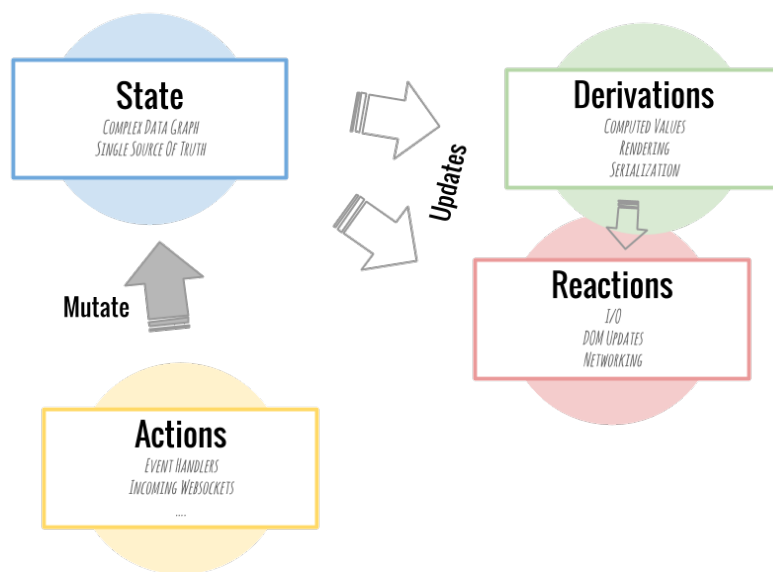 State
Complex Data Graph
Single Source Of Truth
Derivations
Computed Values
Rendering
Serialization
Updates
Reactions
I/O
DOM Updates
Networking
Mutate
Actions
Event Handlers
Incoming Websockets
....